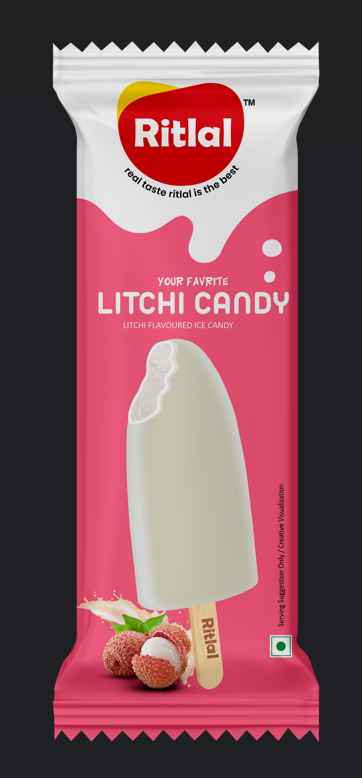 Ritlal
TM
real taste ritlal is the best
YOUR FAVRITE
LITCHI CANDY
LITCHI FLAVOURED ICE CANDY
Serving Suggestion Only / Creative Visualization
Ritlal